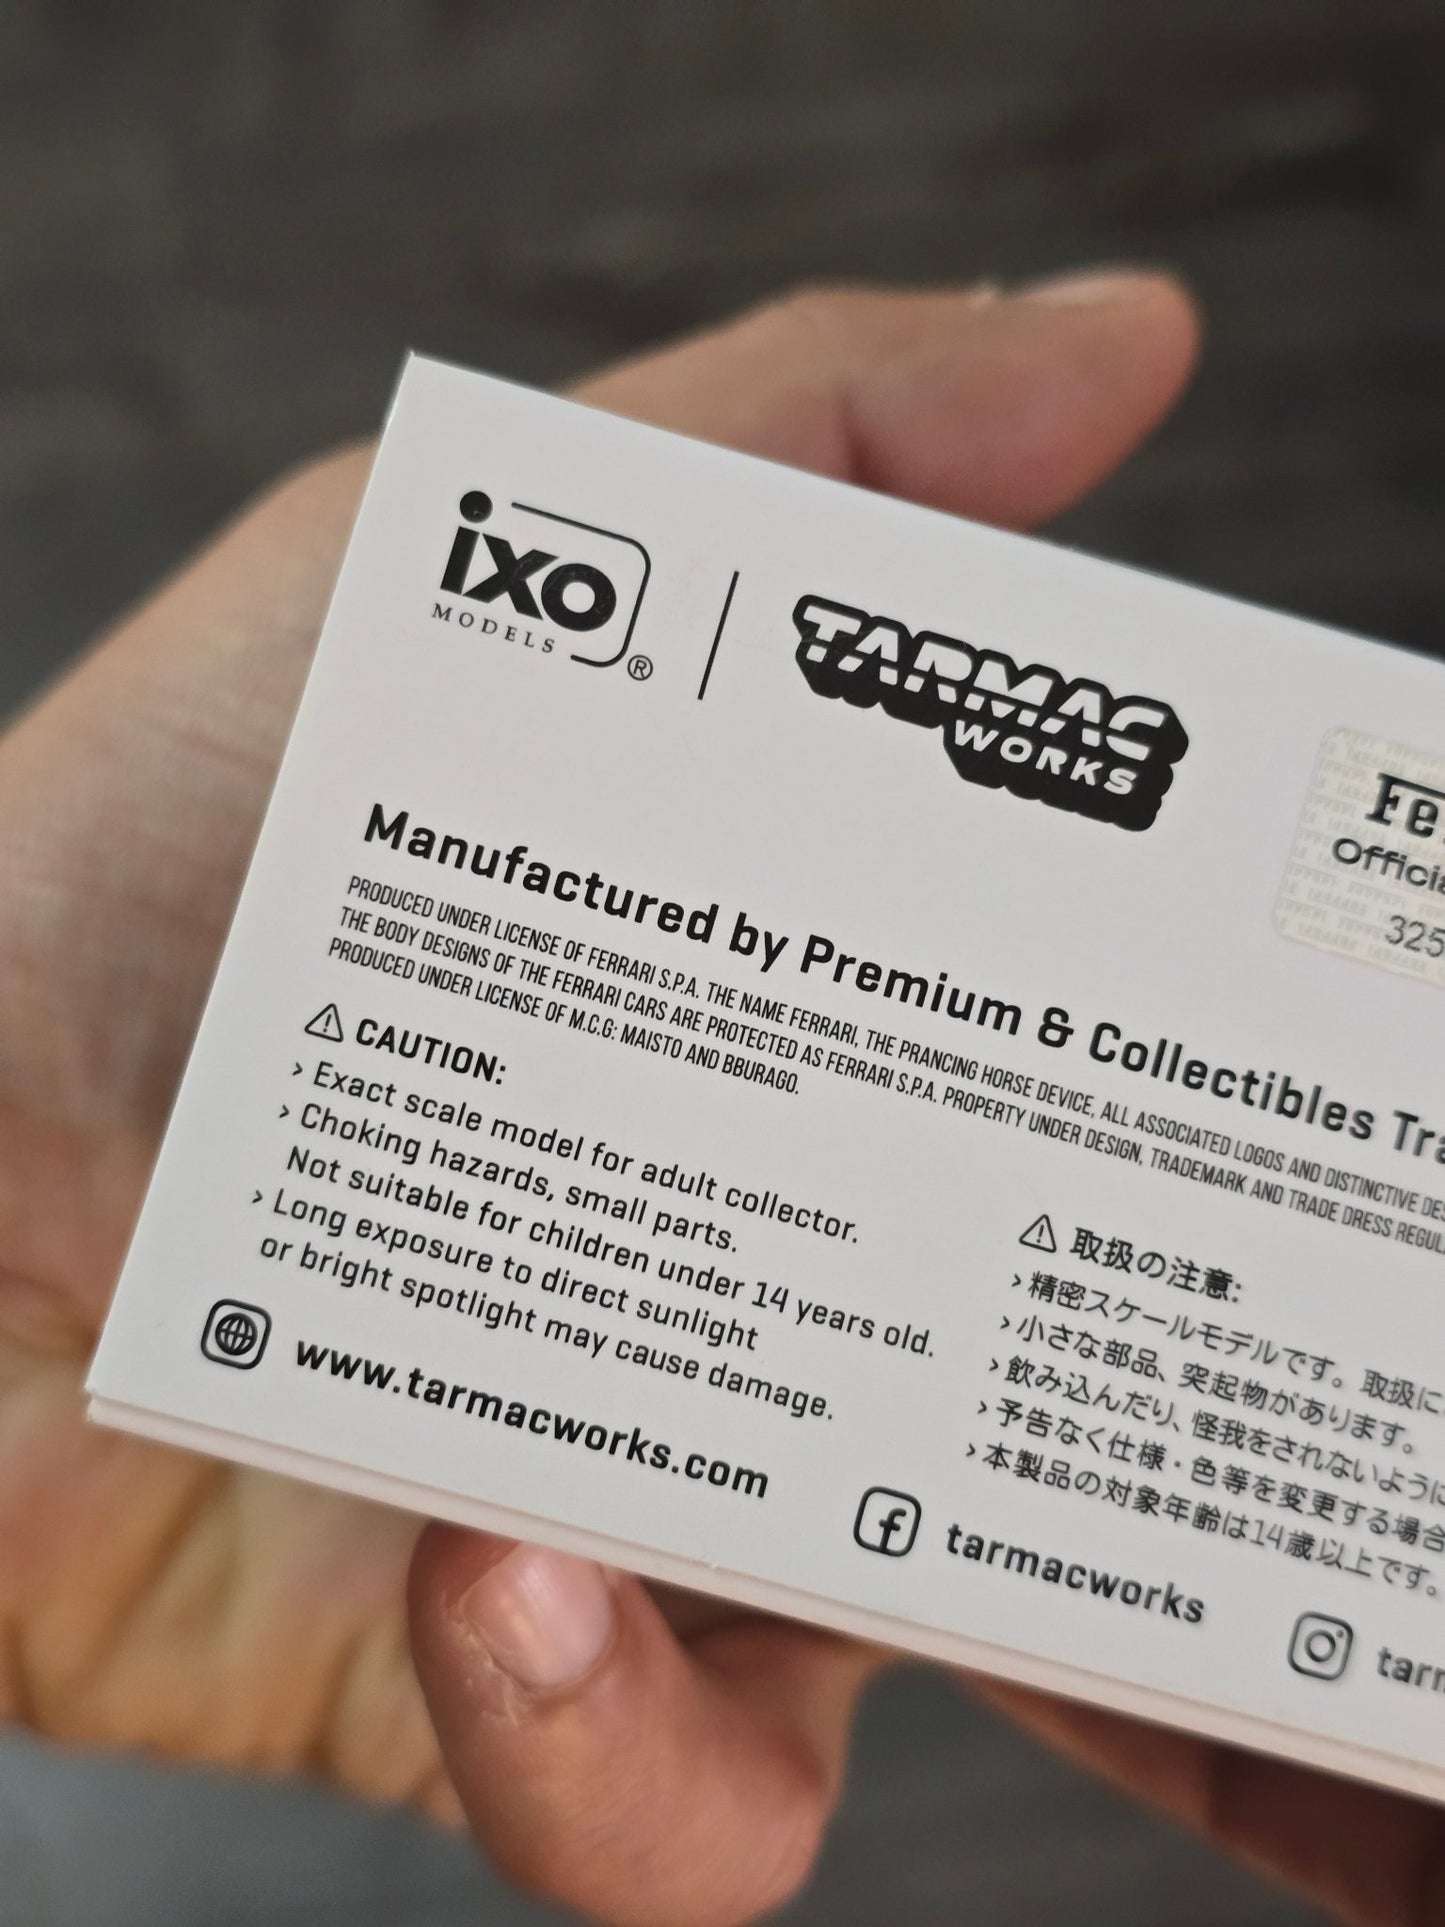 ixo
MODELS ®
TARMAC
WORKS
Official
325
Manufactured by Premium & Collectibles
PRODUCED UNDER LICENSE OF FERRARI S.P.A. THE NAME FERRARI, THE PRANCING HORSE DEVICE, ALL ASSOCIATED LOGOS AND DISTINCTIVE
THE BODY DESIGNS OF THE FERRARI CARS ARE PROTECTED AS FERRARI S.P.A. PROPERTY UNDER DESIGN, TRADEMARK AND TRADE DRESS
PRODUCED UNDER LICENSE OF M.C.G: MAISTO AND BBURAGO.
CAUTION:
› Exact scale model for adult collector.
› Choking hazards, small parts.
Not suitable for children under 14 years old.
› Long exposure to direct sunlight
or bright spotlight may cause damage.
取扱の注意:
› 精密スケールモデルです。取扱に
› 小さな部品、突起物があります。
› 飲み込んだり、怪我をされないように
› 予告なく仕様・色等を変更する場合
› 本製品の対象年齢は14歳以上です。
www.tarmacworks.com
tarmacworks